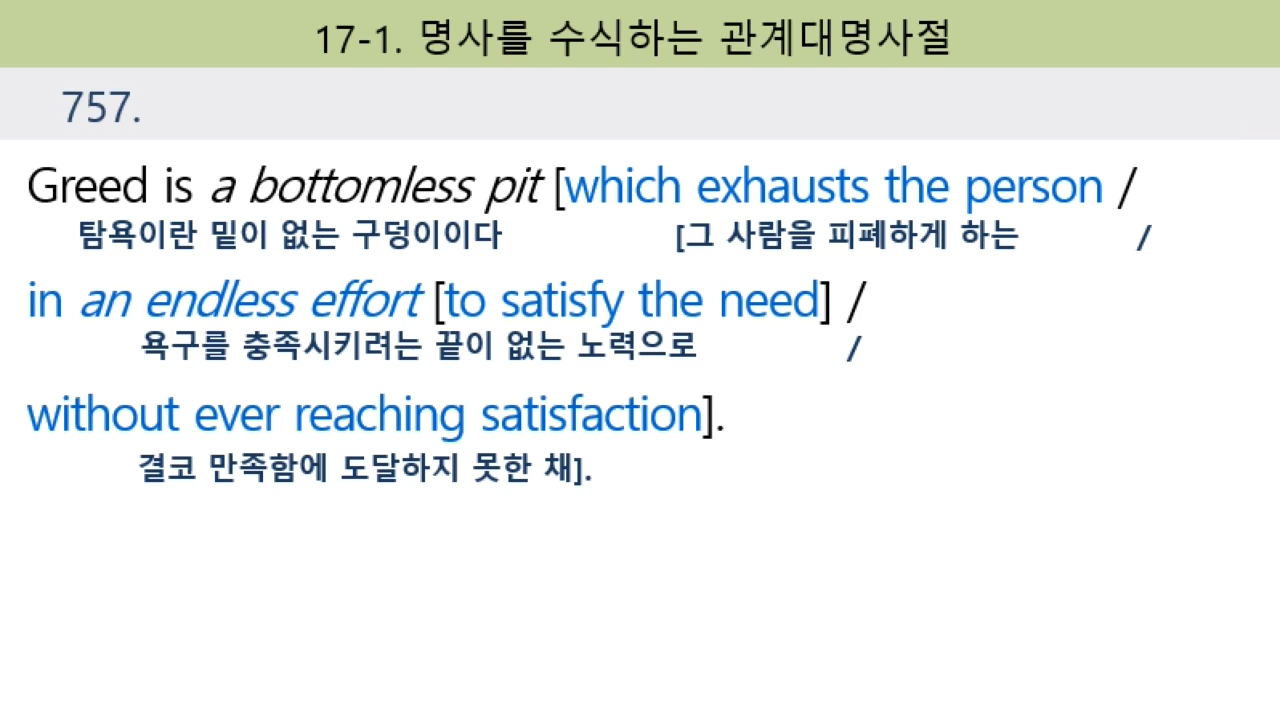 17-1. 명사를 수식하는 관계대명사절
757.
Greed is a bottomless pit [which exhausts the person /
탐욕이란 밑이 없는 구덩이이다 [그 사람을 피폐하게 하는 /
in an endless effort [to satisfy the need] /
욕구를 충족시키려는 끝이 없는 노력으로 /
without ever reaching satisfaction].
결코 만족함에 도달하지 못한 채].